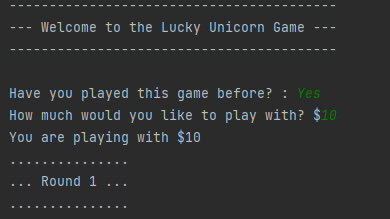 -----------------------------------------
--- Welcome to the Lucky Unicorn Game ---
-----------------------------------------
Have you played this game before? : Yes
How much would you like to play with? $10
You are playing with $10
...............
... Round 1 ...
...............